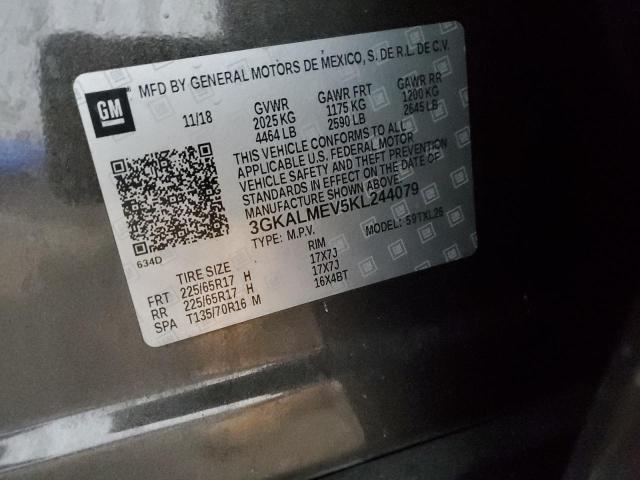 MFD BY GENERAL MOTORS DE MEXICO, S. DE R.L. DE C.V.
GM
11/18 GVWR GAWR FRT GAWR RR
2025 KG 1175 KG 1200 KG
4464 LB 2590 LB 2645 LB
THIS VEHICLE CONFORMS TO ALL
APPLICABLE U.S. FEDERAL MOTOR
VEHICLE SAFETY AND THEFT PREVENTION
STANDARDS IN EFFECT ON THE DATE OF
MANUFACTURE SHOWN ABOVE.
3GKALMEV5KL244079
TYPE: M.P.V. MODEL: 59TXL26
634D
TIRE SIZE RIM
FRT 225/65R17 H 17X7J
RR 225/65R17 H 17X7J
SPA T135/70R16 M 16X4BT